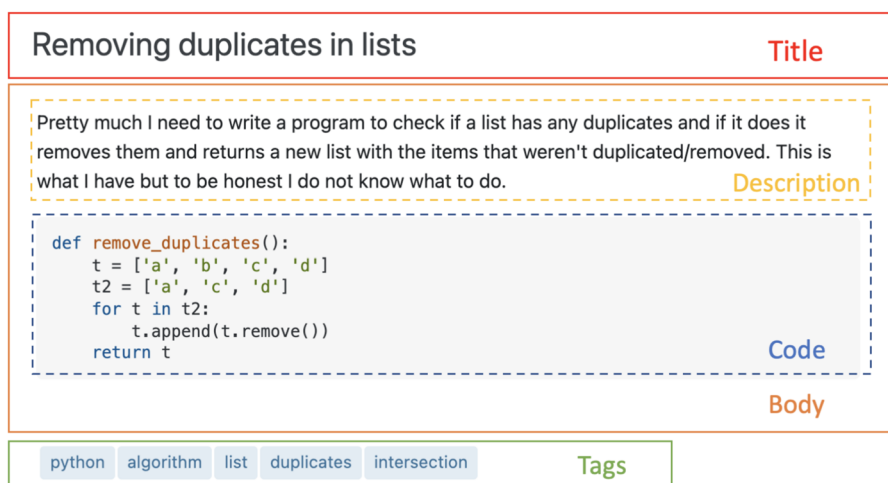 Removing duplicates in lists
Title
Pretty much I need to write a program to check if a list has any duplicates and if it does it
removes them and returns a new list with the items that weren't duplicated/removed. This is
what I have but to be honest I do not know what to do.
Description
def remove_duplicates():
    t = ['a', 'b', 'c', 'd']
    t2 = ['a', 'c', 'd']
    for t in t2:
        t.append(t.remove())
    return t
Code
Body
python algorithm list duplicates intersection
Tags